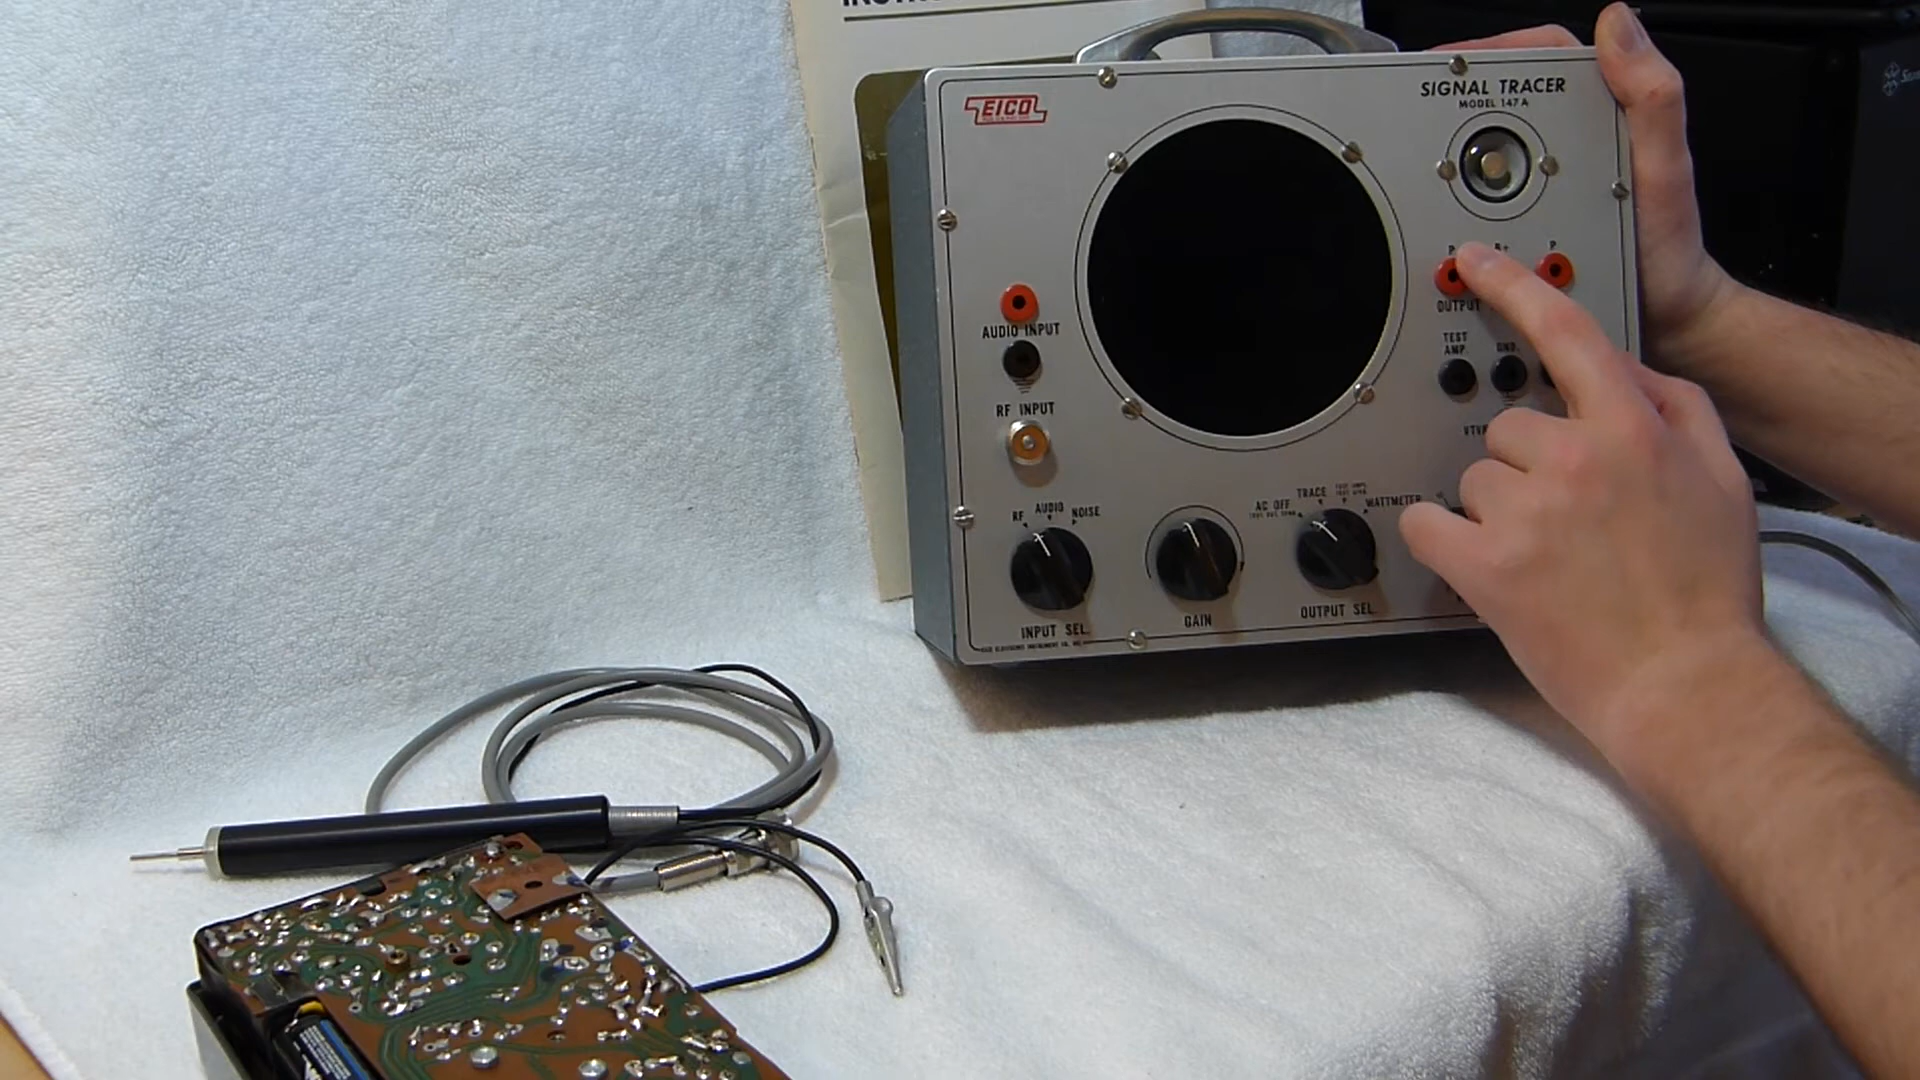 EICO
SIGNAL TRACER
MODEL 147A
P B+ P
OUTPUT
AUDIO INPUT
TEST
AMP.
GND.
RF INPUT
RF AUDIO NOISE
AC OFF
TRACE
WATTMETER
INPUT SEL.
GAIN
OUTPUT SEL.